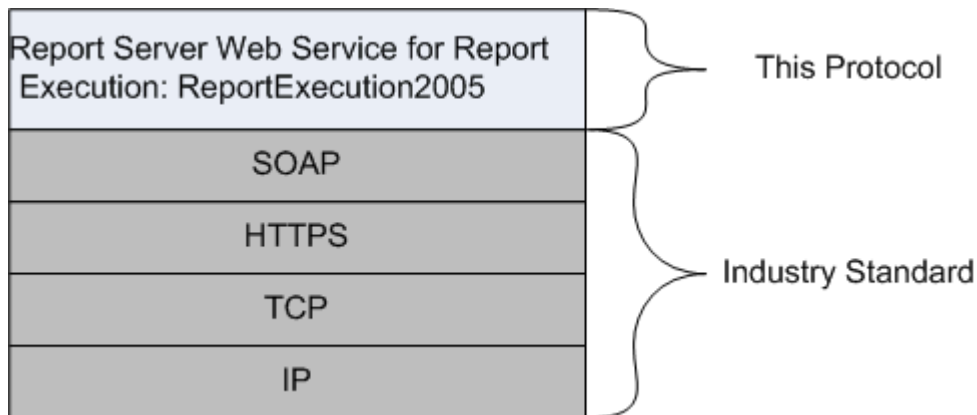 Report Server Web Service for Report
Execution: ReportExecution2005
This Protocol
SOAP
HTTPS
TCP
IP
Industry Standard